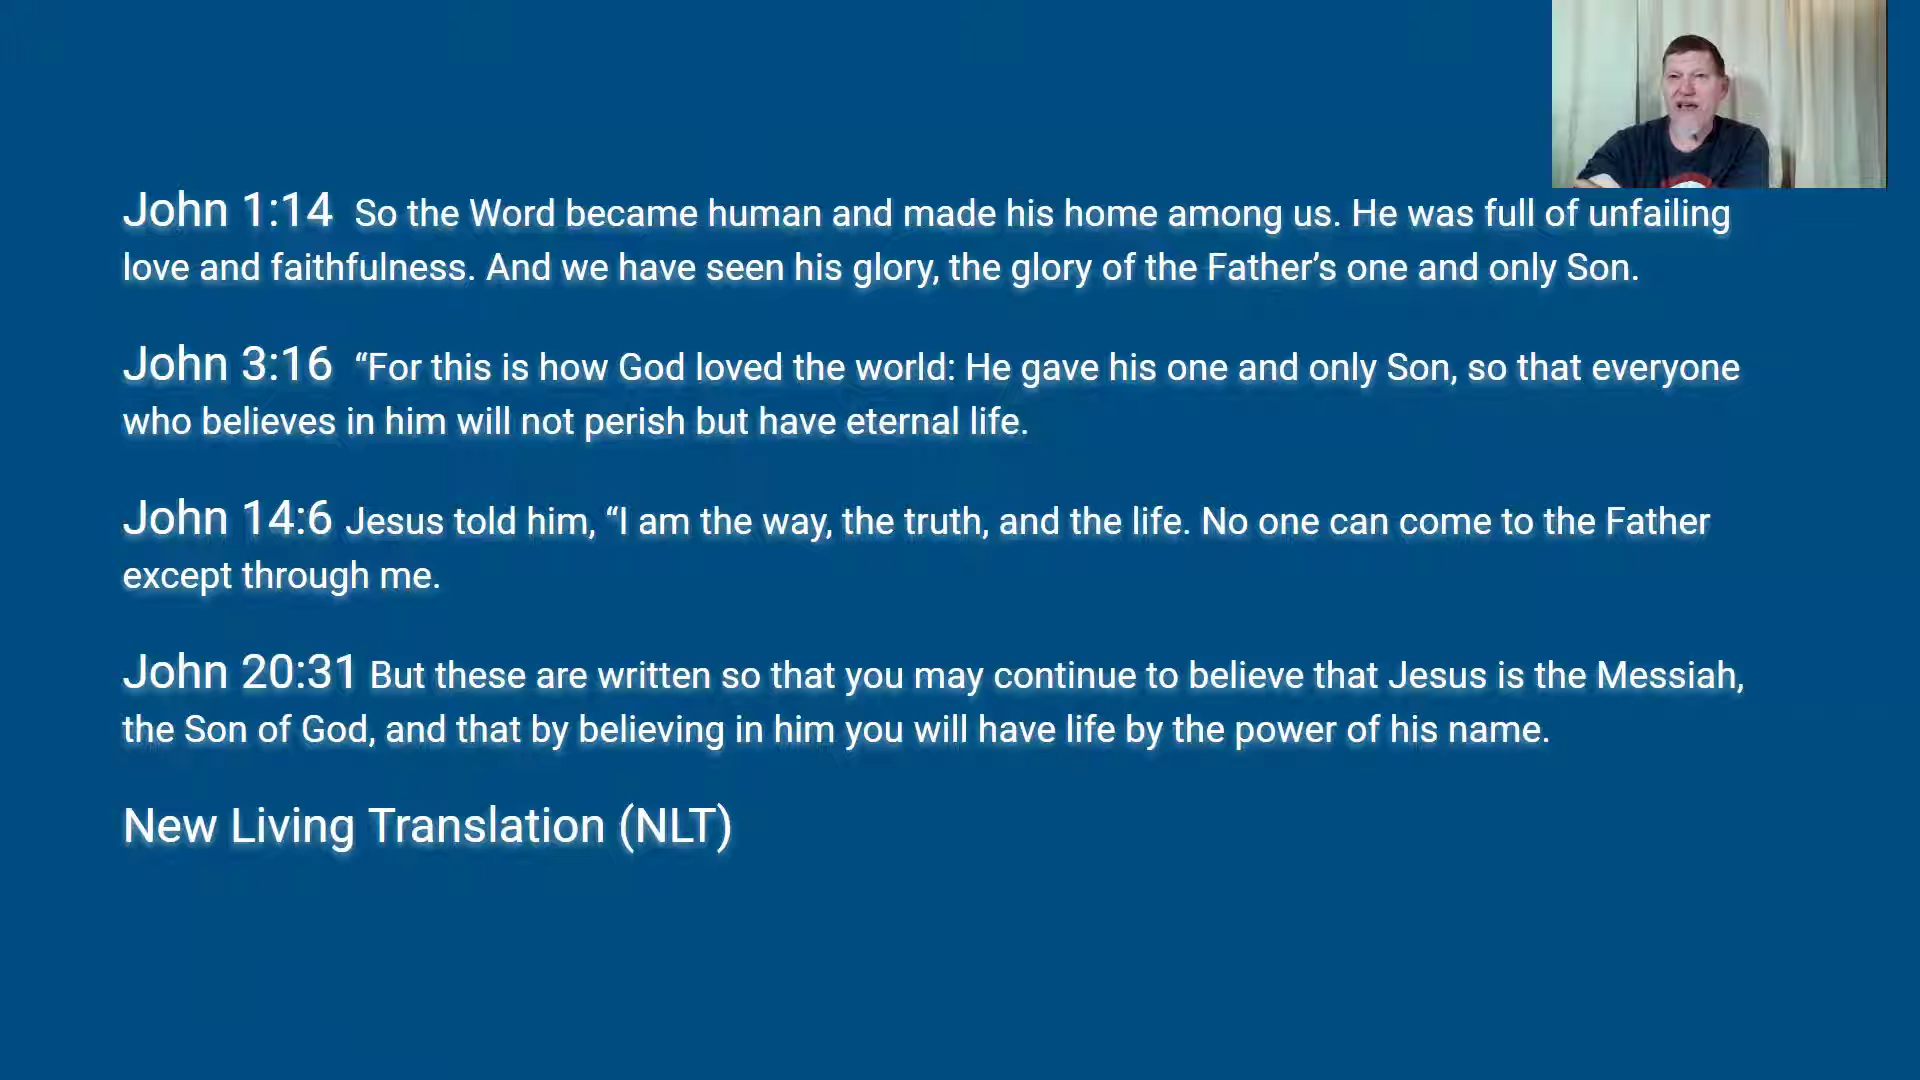 John 1:14 So the Word became human and made his home among us. He was full of unfailing
love and faithfulness. And we have seen his glory, the glory of the Father’s one and only Son.
John 3:16 “For this is how God loved the world: He gave his one and only Son, so that everyone
who believes in him will not perish but have eternal life.
John 14:6 Jesus told him, “I am the way, the truth, and the life. No one can come to the Father
except through me.
John 20:31 But these are written so that you may continue to believe that Jesus is the Messiah,
the Son of God, and that by believing in him you will have life by the power of his name.
New Living Translation (NLT)